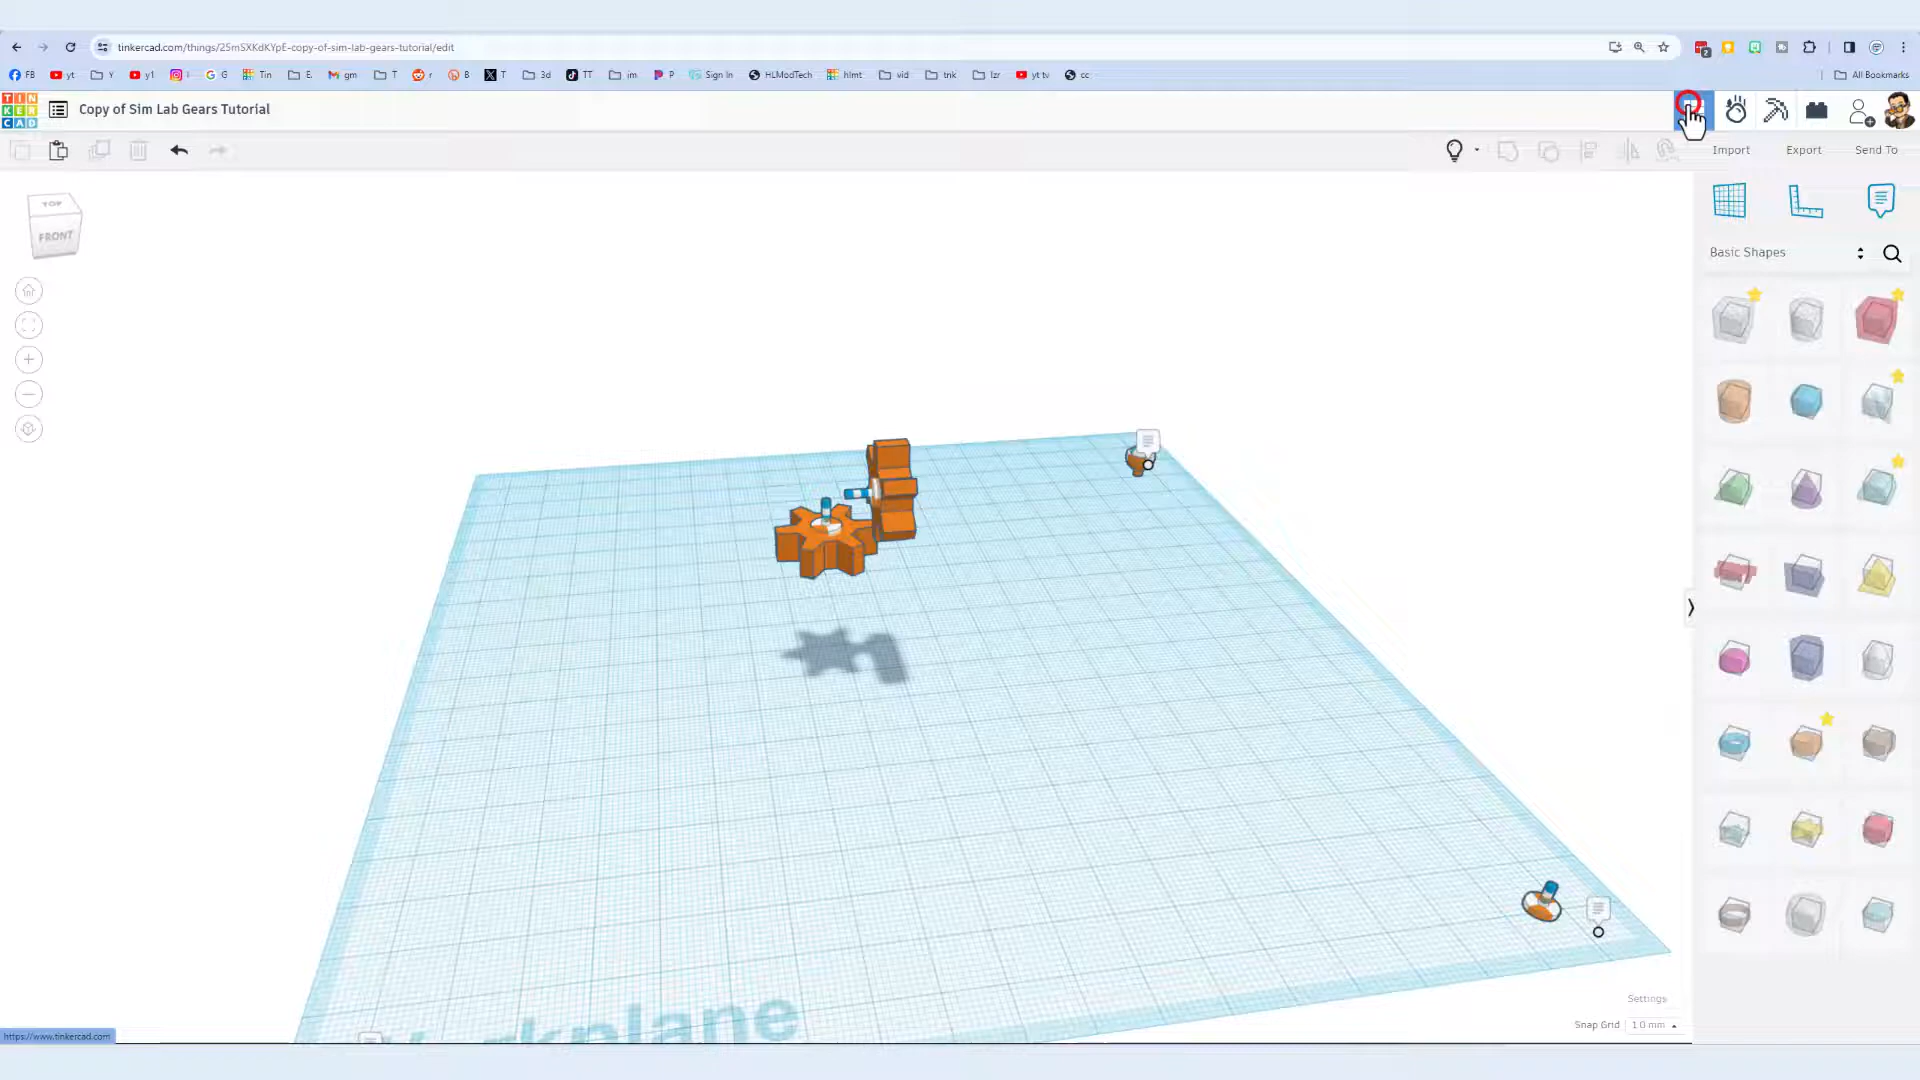 tinkercad.com/things/25mSXKdKYpE-copy-of-sim-lab-gears-tutorial/edit
FB yt Y y1 G Tin E. gm T r B T 3d TT im P Sign In HLModTech hlmt vid tnk lzr yt tv cc All Bookmarks
TIN
KER
CAD
Copy of Sim Lab Gears Tutorial
Import Export Send To
TOP
FRONT
Basic Shapes
Workplane
Settings
Snap Grid 1.0 mm
https://www.tinkercad.com